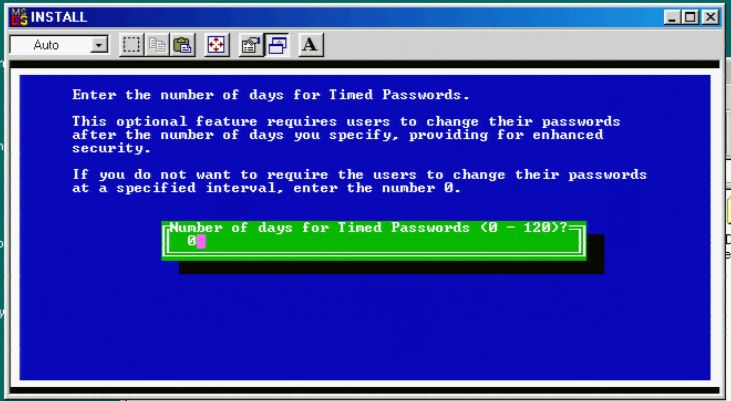 INSTALL
Auto
A
Enter the number of days for Timed Passwords.
This optional feature requires users to change their passwords
after the number of days you specify, providing for enhanced
security.
If you do not want to require the users to change their passwords
at a specified interval, enter the number 0.
Number of days for Timed Passwords (0 - 120)?
0